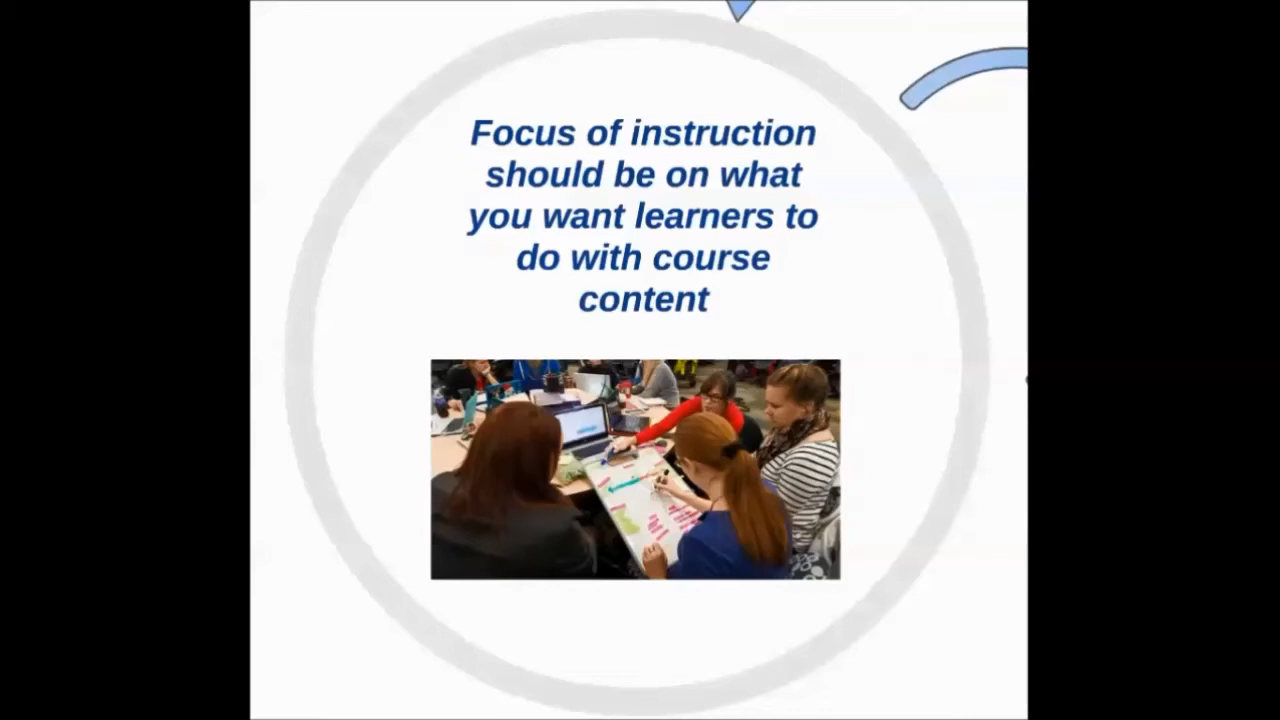 Focus of instruction
should be on what
you want learners to
do with course
content